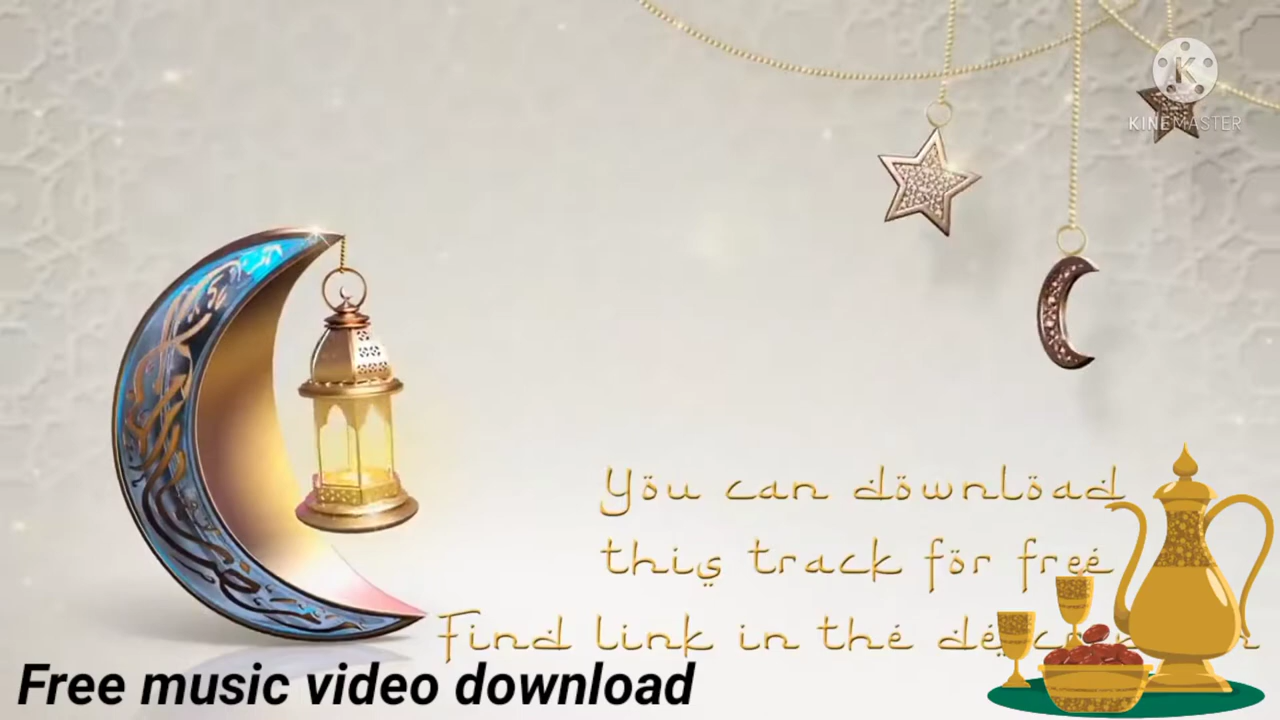 K
KINEMASTER
You can download
this track for free
Find link in the
Free music video download